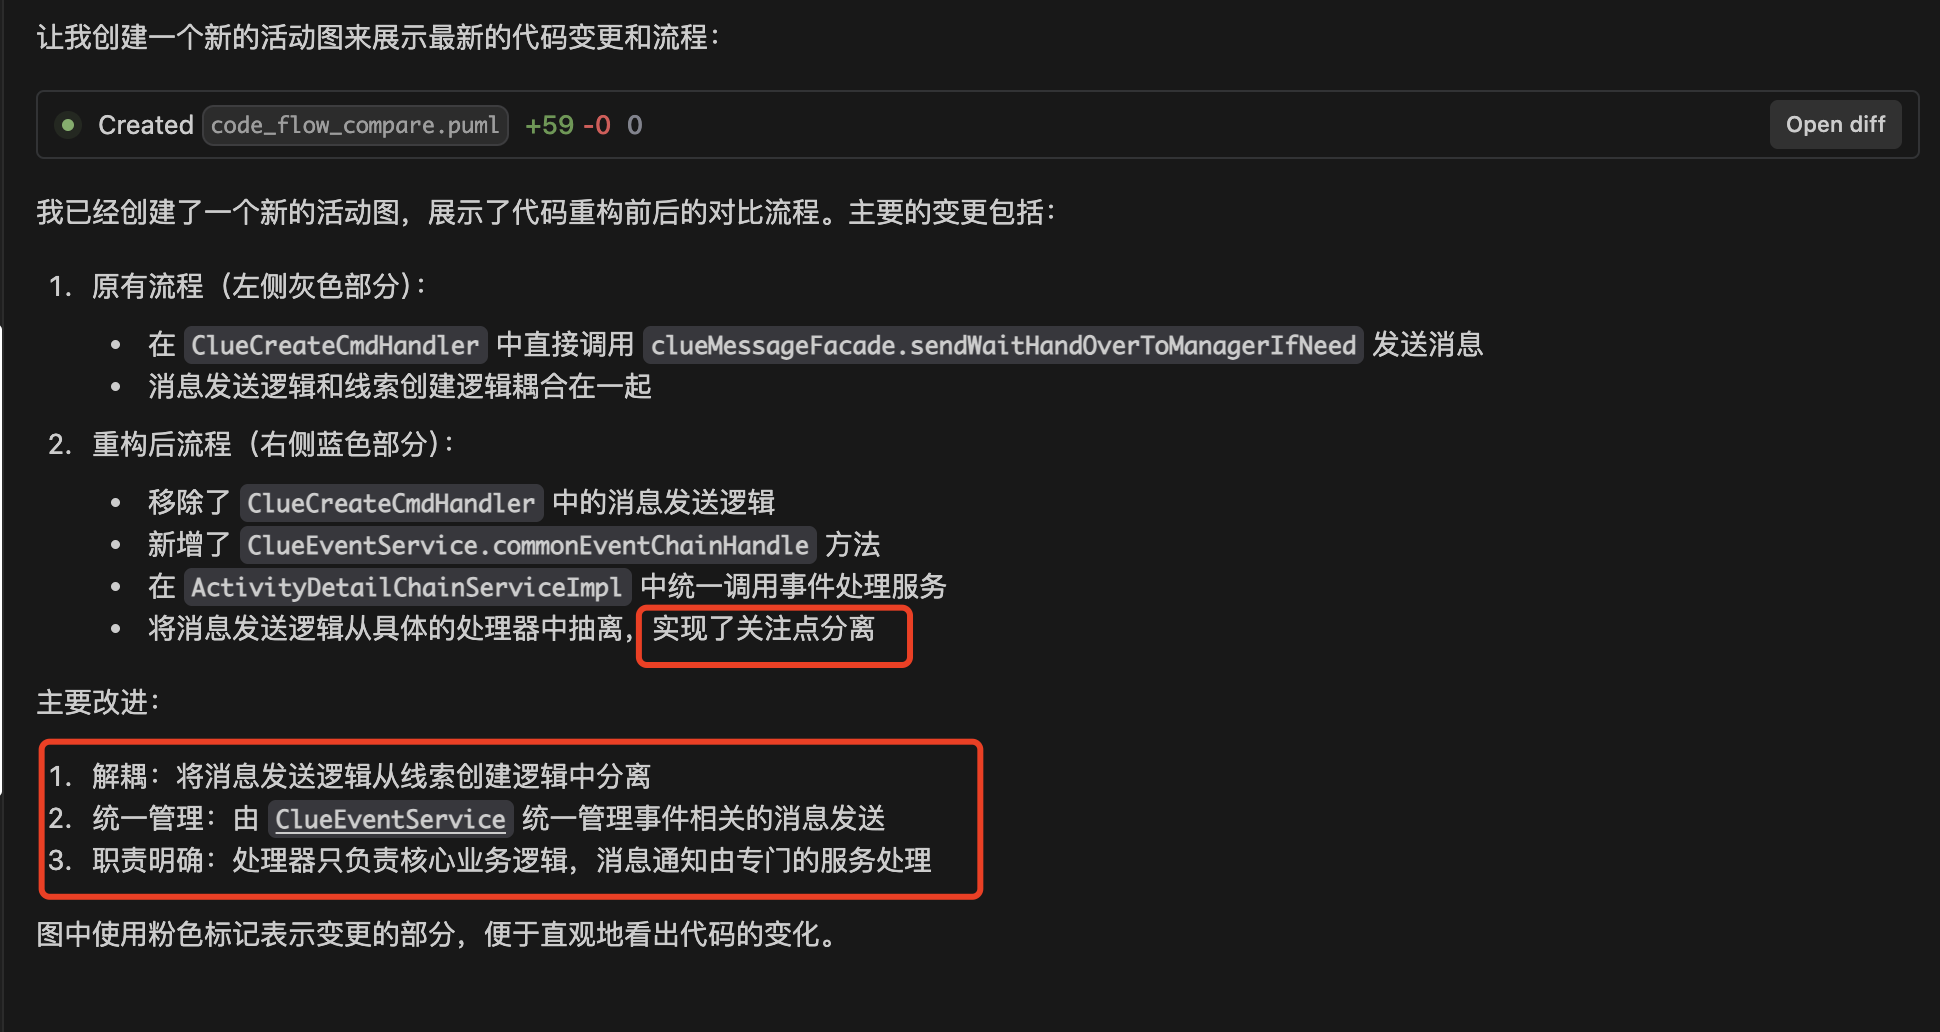 让我创建一个新的活动图来展示最新的代码变更和流程：
Created code_flow_compare.puml +59 -0 0 Open diff
我已经创建了一个新的活动图，展示了代码重构前后的对比流程。主要的变更包括：
1. 原有流程（左侧灰色部分）：
• 在 ClueCreateCmdHandler 中直接调用 clueMessageFacade.sendWaitHandOverToManagerIfNeed 发送消息
• 消息发送逻辑和线索创建逻辑耦合在一起
2. 重构后流程（右侧蓝色部分）：
• 移除了 ClueCreateCmdHandler 中的消息发送逻辑
• 新增了 ClueEventService.commonEventChainHandle 方法
• 在 ActivityDetailChainServiceImpl 中统一调用事件处理服务
• 将消息发送逻辑从具体的处理器中抽离，实现了关注点分离
主要改进：
1. 解耦：将消息发送逻辑从线索创建逻辑中分离
2. 统一管理：由 ClueEventService 统一管理事件相关的消息发送
3. 职责明确：处理器只负责核心业务逻辑，消息通知由专门的服务处理
图中使用粉色标记表示变更的部分，便于直观地看出代码的变化。